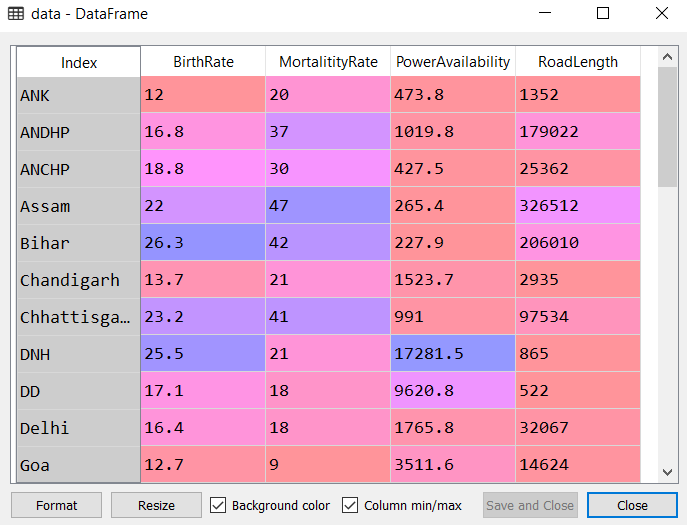 data - DataFrame
Index BirthRate MortalitityRate PowerAvailability RoadLength
ANK 12 20 473.8 1352
ANDHP 16.8 37 1019.8 179022
ANCHP 18.8 30 427.5 25362
Assam 22 47 265.4 326512
Bihar 26.3 42 227.9 206010
Chandigarh 13.7 21 1523.7 2935
Chhattisga… 23.2 41 991 97534
DNH 25.5 21 17281.5 865
DD 17.1 18 9620.8 522
Delhi 16.4 18 1765.8 32067
Goa 12.7 9 3511.6 14624
Format Resize Background color Column min/max Save and Close Close